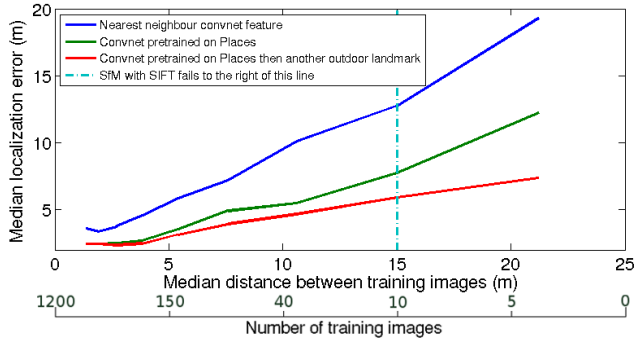 Median localization error (m)
20
15
10
5
Nearest neighbour convnet feature
Convnet pretrained on Places
Convnet pretrained on Places then another outdoor landmark
SfM with SIFT fails to the right of this line
0 5 10 15 20 25
Median distance between training images (m)
1200 150 40 10 5 0
Number of training images